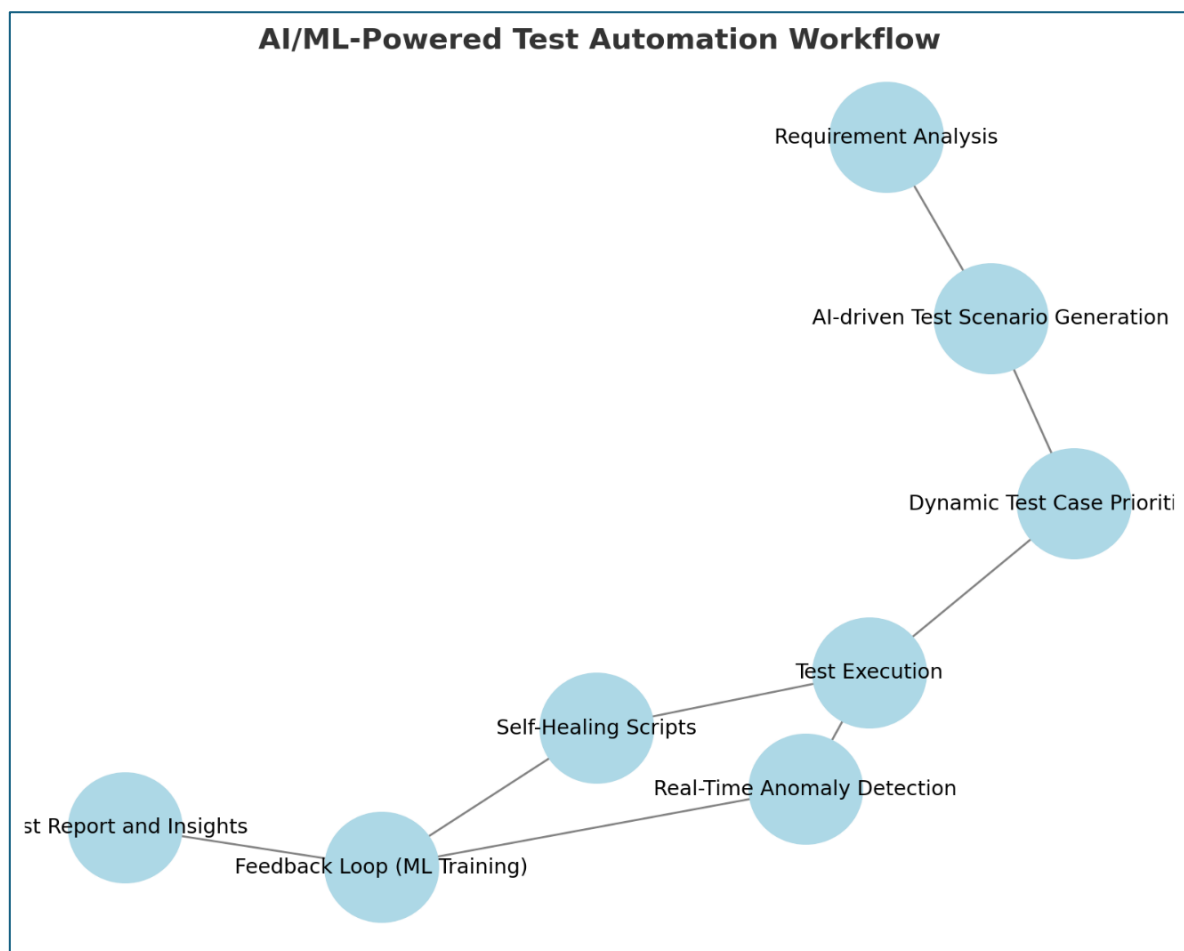 AI/ML-Powered Test Automation Workflow
Requirement Analysis
AI-driven Test Scenario Generation
Dynamic Test Case Prioriti
Test Execution
Self-Healing Scripts
Real-Time Anomaly Detection
st Report and Insights
Feedback Loop (ML Training)